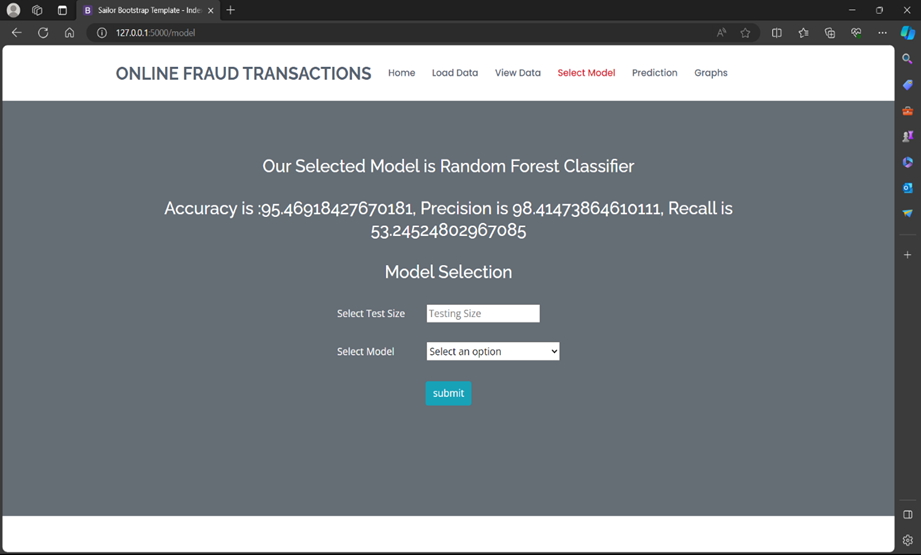 Sailor Bootstrap Template - Inde
127.0.0.1:5000/model
ONLINE FRAUD TRANSACTIONS
Home
Load Data
View Data
Select Model
Prediction
Graphs
Our Selected Model is Random Forest Classifier
Accuracy is :95.46918427670181, Precision is 98.41473864610111, Recall is
53.24524802967085
Model Selection
Select Test Size
Testing Size
Select Model
Select an option
submit